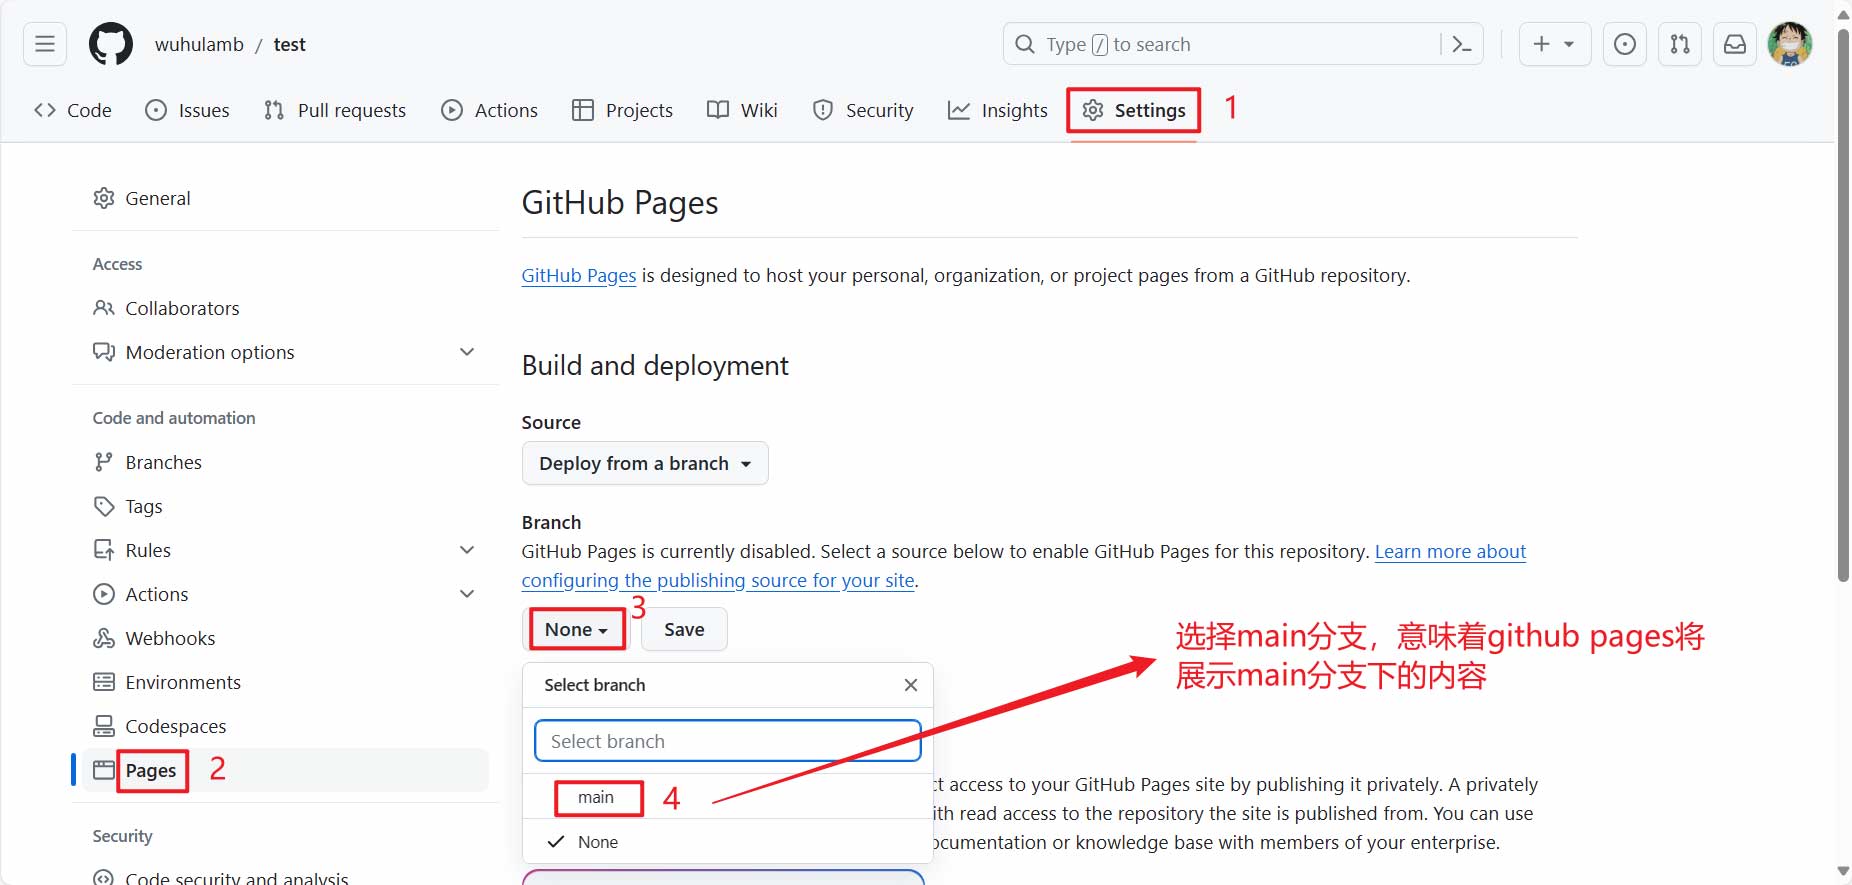 wuhulamb / test
Type / to search
Code
Issues
Pull requests
Actions
Projects
Wiki
Security
Insights
Settings
1
General
Access
Collaborators
Moderation options
Code and automation
Branches
Tags
Rules
Actions
Webhooks
Environments
Codespaces
Pages
2
Security
Code security and analysis
GitHub Pages
GitHub Pages is designed to host your personal, organization, or project pages from a GitHub repository.
Build and deployment
Source
Deploy from a branch
Branch
GitHub Pages is currently disabled. Select a source below to enable GitHub Pages for this repository. Learn more about
configuring the publishing source for your site.
None
3
Save
Select branch
Select branch
main
4
None
选择main分支，意味着github pages将
展示main分支下的内容
ct access to your GitHub Pages site by publishing it privately. A privately
ith read access to the repository the site is published from. You can use
ocumentation or knowledge base with members of your enterprise.